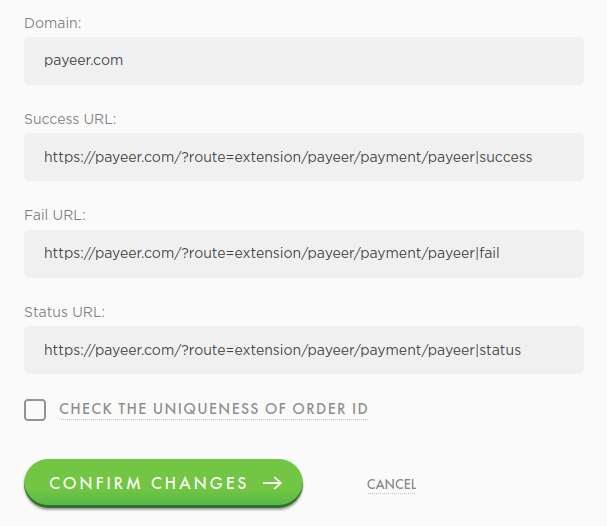 Domain:
payeer.com
Success URL:
https://payeer.com/?route=extension/payeer/payment/payeer|success
Fail URL:
https://payeer.com/?route=extension/payeer/payment/payeer|fail
Status URL:
https://payeer.com/?route=extension/payeer/payment/payeer|status
CHECK THE UNIQUENESS OF ORDER ID
CONFIRM CHANGES →
CANCEL